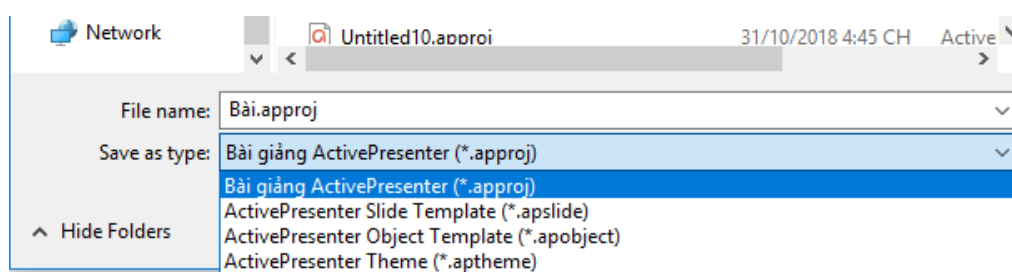 Network
Untitled10.approj 31/10/2018 4:45 CH Active
File name: Bài.approj
Save as type: Bài giảng ActivePresenter (*.approj)
Bài giảng ActivePresenter (*.approj)
ActivePresenter Slide Template (*.apslide)
ActivePresenter Object Template (*.apobject)
Hide Folders
ActivePresenter Theme (*.aptheme)